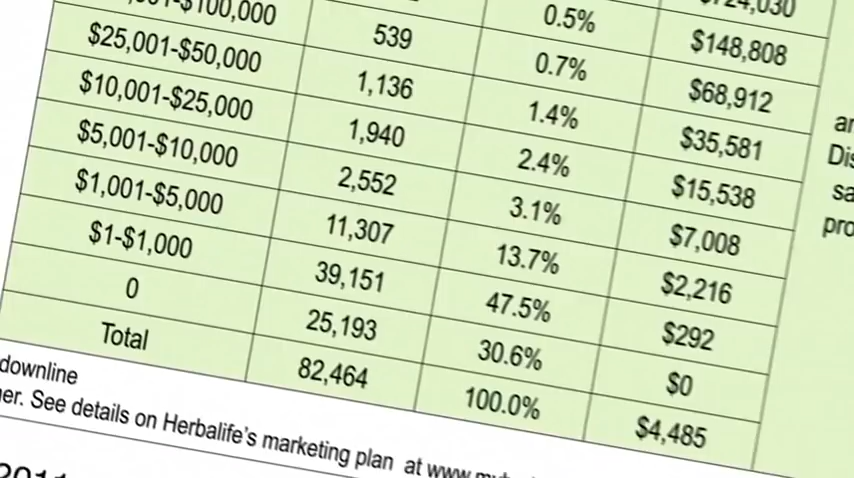 0.5% $148,808
$100,000 539 0.7% $68,912
$25,001-$50,000 1,136 1.4% $35,581
$10,001-$25,000 1,940 2.4% $15,538
$5,001-$10,000 2,552 3.1% $7,008
$1,001-$5,000 11,307 13.7% $2,216
$1-$1,000 39,151 47.5% $292
0 25,193 30.6% $0
Total 82,464 100.0% $4,485
downline
See details on Herbalife's marketing plan at